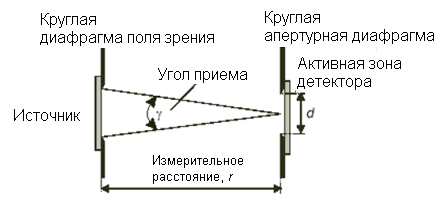 Круглая
диафрагма поля зрения
Круглая
апертурная диафрагма
Угол приема
Активная зона
детектора
Источник
γ
d
Измерительное
расстояние, r